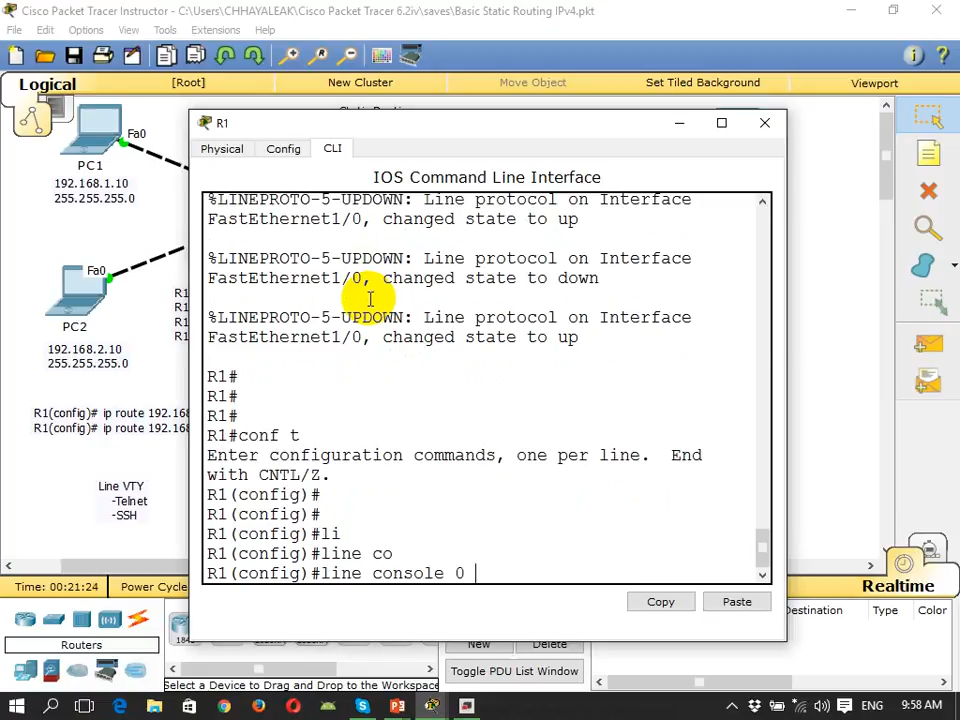 Cisco Packet Tracer Instructor - C:\Users\CHHAYALEAK\Cisco Packet Tracer 6.2iv\saves\Basic Static Routing IPv4.pkt
File Edit Options View Tools Extensions Help
Logical [Root] New Cluster Move Object Set Tiled Background Viewport
Fa0
PC1
192.168.1.10
255.255.255.0
Fa0
PC2
192.168.2.10
255.255.255.0
R1(config)# ip route 192.168
R1(config)# ip route 192.168
Line VTY
-Telnet
-SSH
R1
Physical Config CLI
IOS Command Line Interface
%LINEPROTO-5-UPDOWN: Line protocol on Interface
FastEthernet1/0, changed state to up
%LINEPROTO-5-UPDOWN: Line protocol on Interface
FastEthernet1/0, changed state to down
%LINEPROTO-5-UPDOWN: Line protocol on Interface
FastEthernet1/0, changed state to up
R1#
R1#
R1#
R1#conf t
Enter configuration commands, one per line. End
with CNTL/Z.
R1(config)#
R1(config)#
R1(config)#li
R1(config)#line co
R1(config)#line console 0
Copy Paste
Time: 00:21:24 Power Cycle
Realtime
Routers
New
Delete
Toggle PDU List Window
Destination Type Color
Select a Device to Drag and Drop to the Workspace
9:58 AM